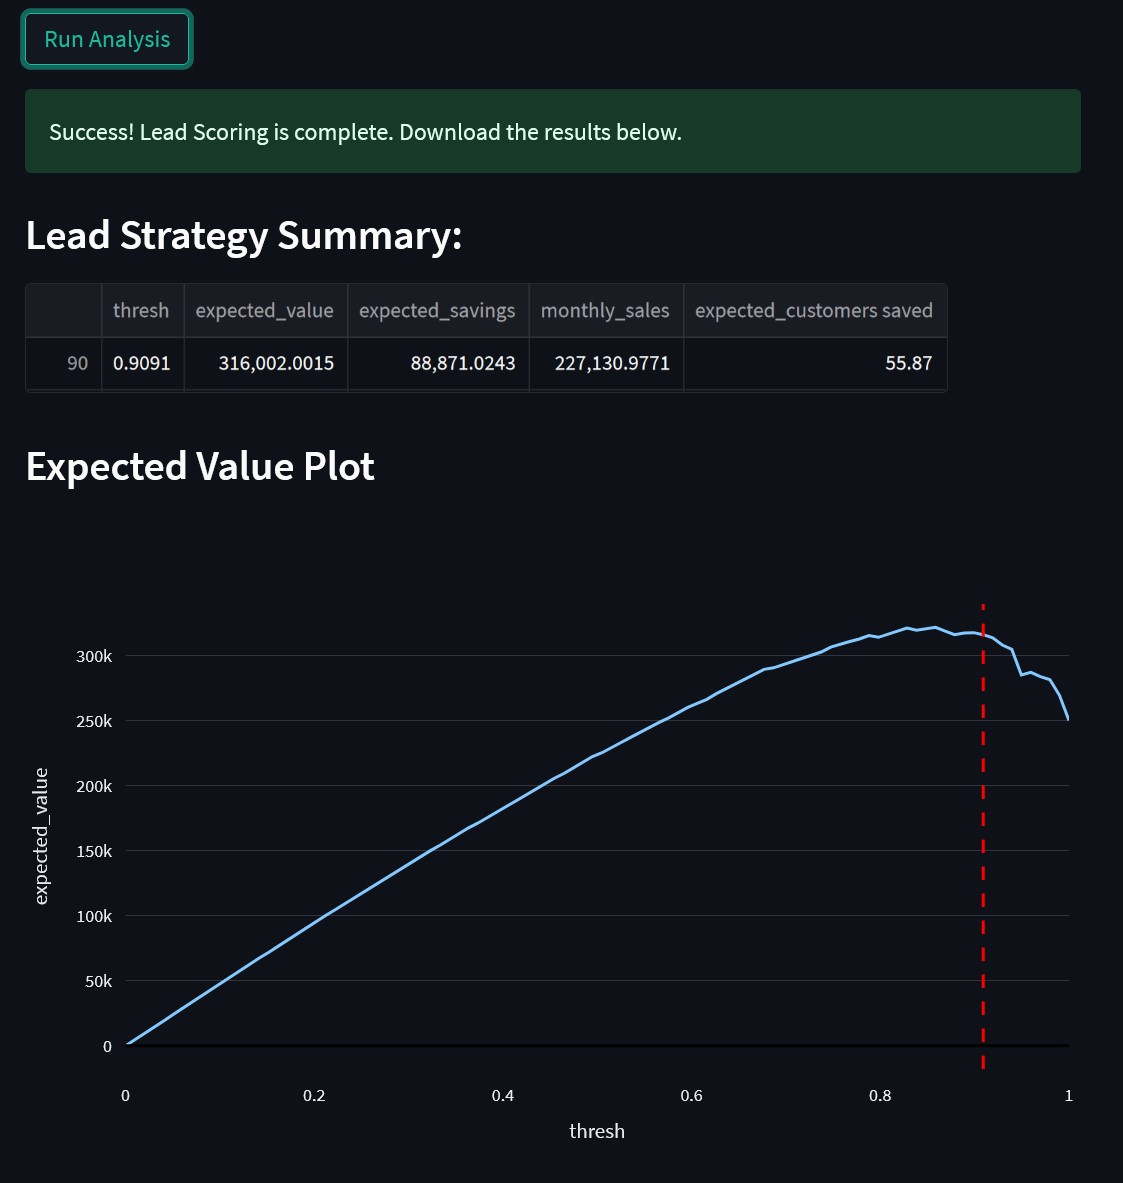 Run Analysis
Success! Lead Scoring is complete. Download the results below.
Lead Strategy Summary:
thresh expected_value expected_savings monthly_sales expected_customers saved
90 0.9091 316,002.0015 88,871.0243 227,130.9771 55.87
Expected Value Plot
300k
250k
200k
150k
100k
50k
0
expected_value
0 0.2 0.4 0.6 0.8 1
thresh